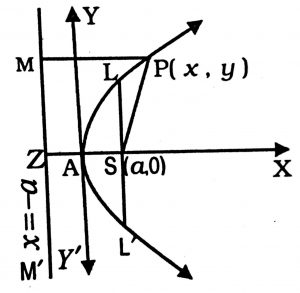 Y
M
L
P(x, y)
Z
A
S(a,0)
X
x=-a
L'
M'
Y'